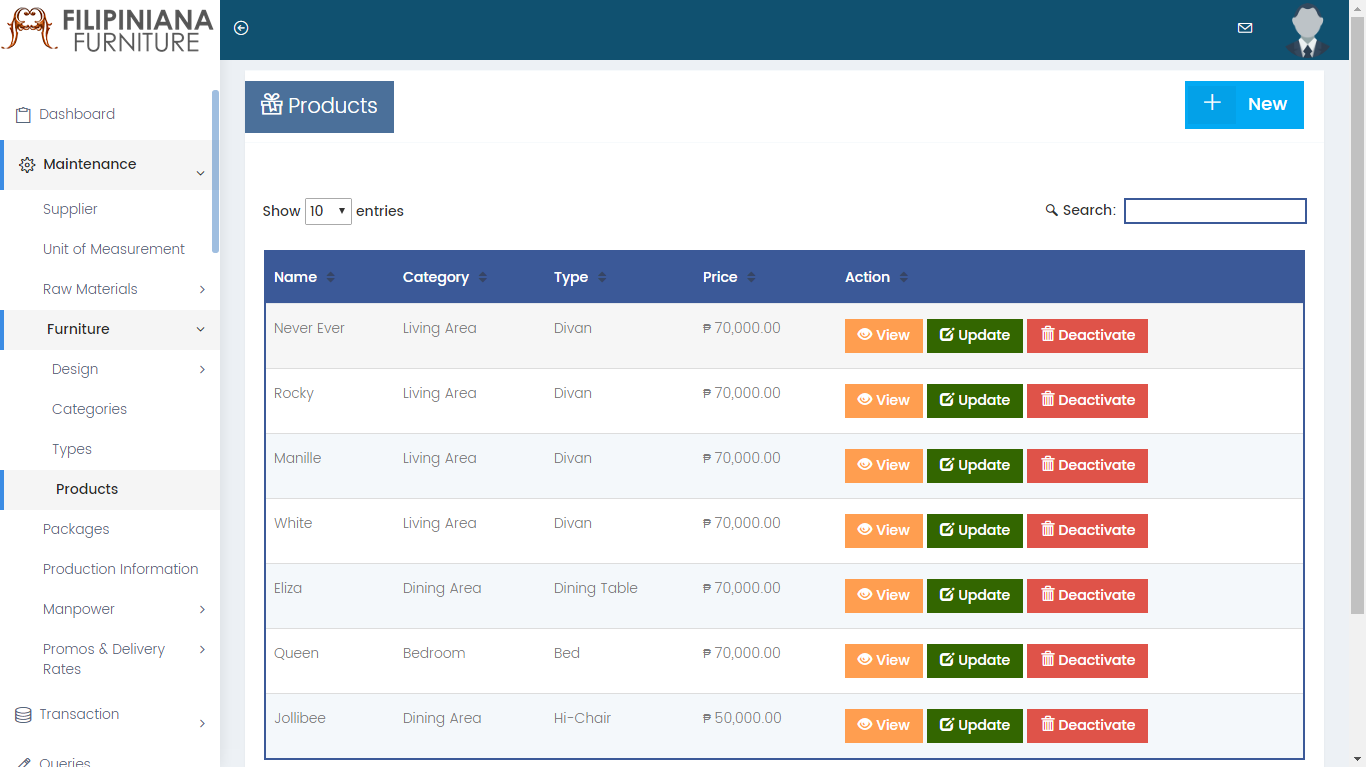 FILIPINIANA
FURNITURE
Dashboard
Maintenance
Supplier
Unit of Measurement
Raw Materials
Furniture
Design
Categories
Types
Products
Packages
Production Information
Manpower
Promos & Delivery
Rates
Transaction
Queries
Products
New
Show 10 entries
Search:
Name Category Type Price Action
Never Ever Living Area Divan ₱ 70,000.00 View Update Deactivate
Rocky Living Area Divan ₱ 70,000.00 View Update Deactivate
Manille Living Area Divan ₱ 70,000.00 View Update Deactivate
White Living Area Divan ₱ 70,000.00 View Update Deactivate
Eliza Dining Area Dining Table ₱ 70,000.00 View Update Deactivate
Queen Bedroom Bed ₱ 70,000.00 View Update Deactivate
Jollibee Dining Area Hi-Chair ₱ 50,000.00 View Update Deactivate